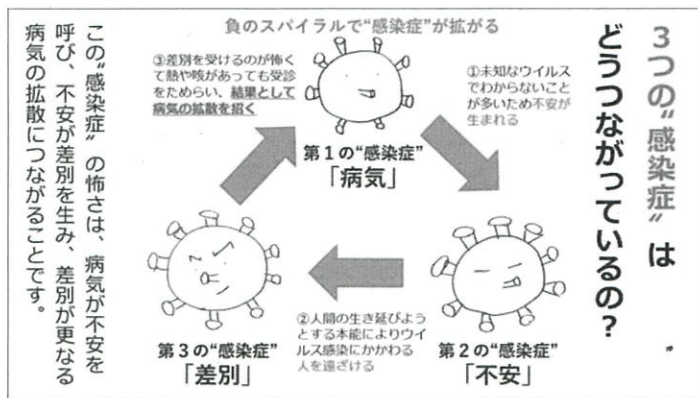 3つの〝感染症〟は
どうつながっているの？
負のスパイラルで“感染症”が拡がる
①未知なウイルス
でわからないこと
が多いため不安が
生まれる
第1の“感染症”
「病気」
第2の“感染症”
「不安」
②人間の生き延びよう
とする本能によりウイ
ルス感染にかかわる
人を遠ざける
第3の“感染症”
「差別」
③差別を受けるのが怖く
て熱や咳があっても受診
をためらい、結果として
病気の拡散を招く
この〝感染症〟の怖さは、病気が不安を
呼び、不安が差別を生み、差別が更なる
病気の拡散につながることです。